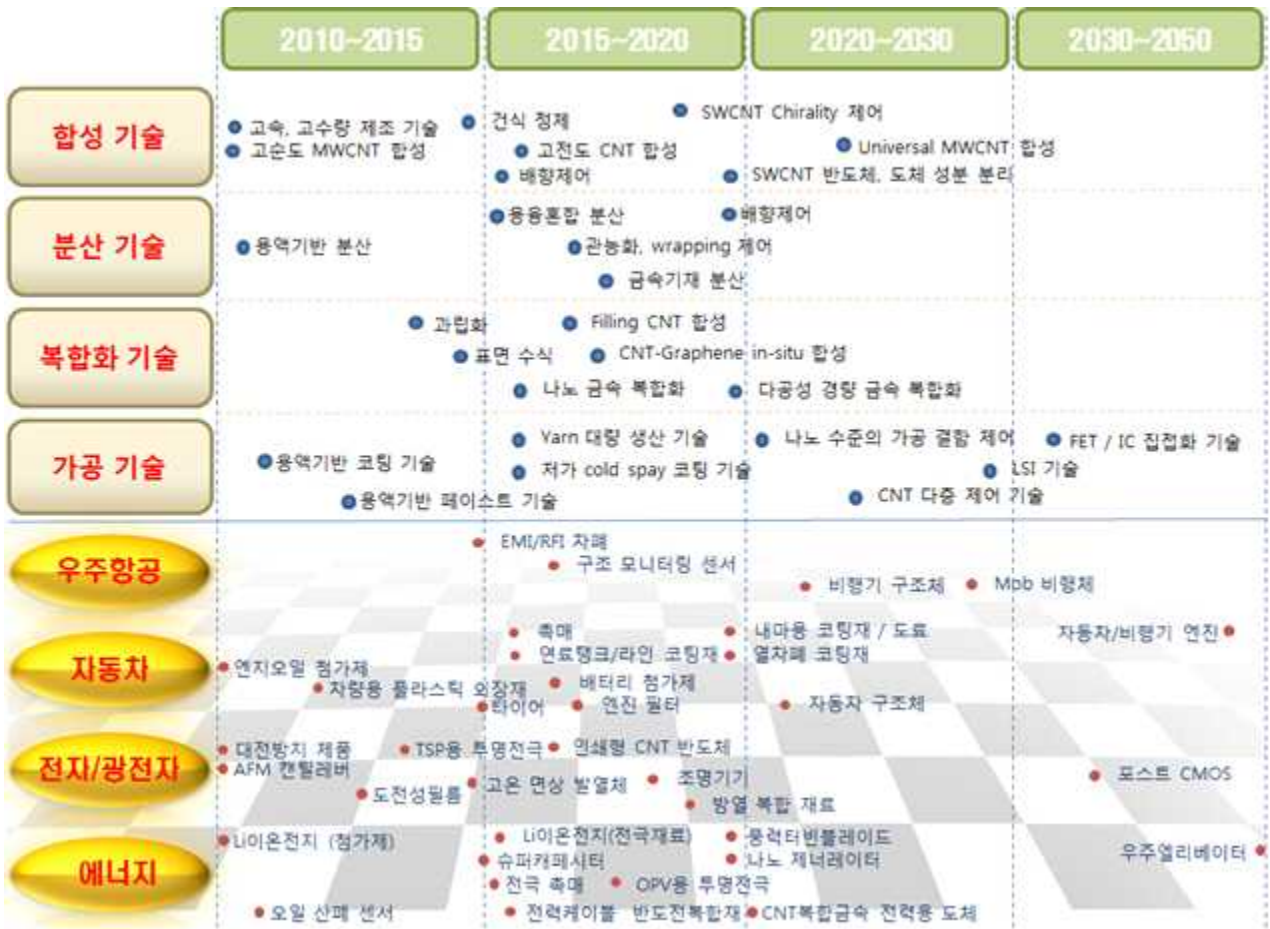 2010~2015
2015~2020
2020~2030
2030~2050
합성 기술
고속, 고수량 제조 기술
건식 정제
SWCNT Chirality 제어
고순도 MWCNT 합성
고전도 CNT 합성
Universal MWCNT 합성
배향제어
SWCNT 반도체, 도체 성분 분리
분산 기술
용융혼합 분산
배향제어
용액기반 분산
관능화, wrapping 제어
금속기재 분산
복합화 기술
과립화
Filling CNT 합성
표면 수식
CNT-Graphene in-situ 합성
나노 금속 복합화
다공성 경량 금속 복합화
가공 기술
Yarn 대량 생산 기술
나노 수준의 가공 결함 제어
FET / IC 집접화 기술
용액기반 코팅 기술
저가 cold spay 코팅 기술
LSI 기술
용액기반 페이스트 기술
CNT 다층 제어 기술
우주항공
EMI/RFI 차폐
구조 모니터링 센서
비행기 구조체
Mob 비행체
자동차
촉매
내마용 코팅재 / 도료
자동차/비행기 엔진
연료탱크/라인 코팅재
열차폐 코팅재
엔지오일 첨가제
차량용 플라스틱 외장재
배터리 첨가제
타이어
엔진 필터
자동자 구조체
전자/광전자
대전방지 제품
TSP용 투명전극
인쇄형 CNT 반도체
AFM 캔틸레버
고온 면상 발열체
조명기기
포스트 CMOS
도전성필름
방열 복합 재료
에너지
Li이온전지 (첨가제)
Li이온전지(전극재료)
풍력터빈블레이드
슈퍼캐페시터
나노 제너레이터
우주엘리베이터
전극 촉매
OPV용 투명전극
오일 산폐 센서
전력케이블 반도전복합재
CNT복합금속 전력용 도체